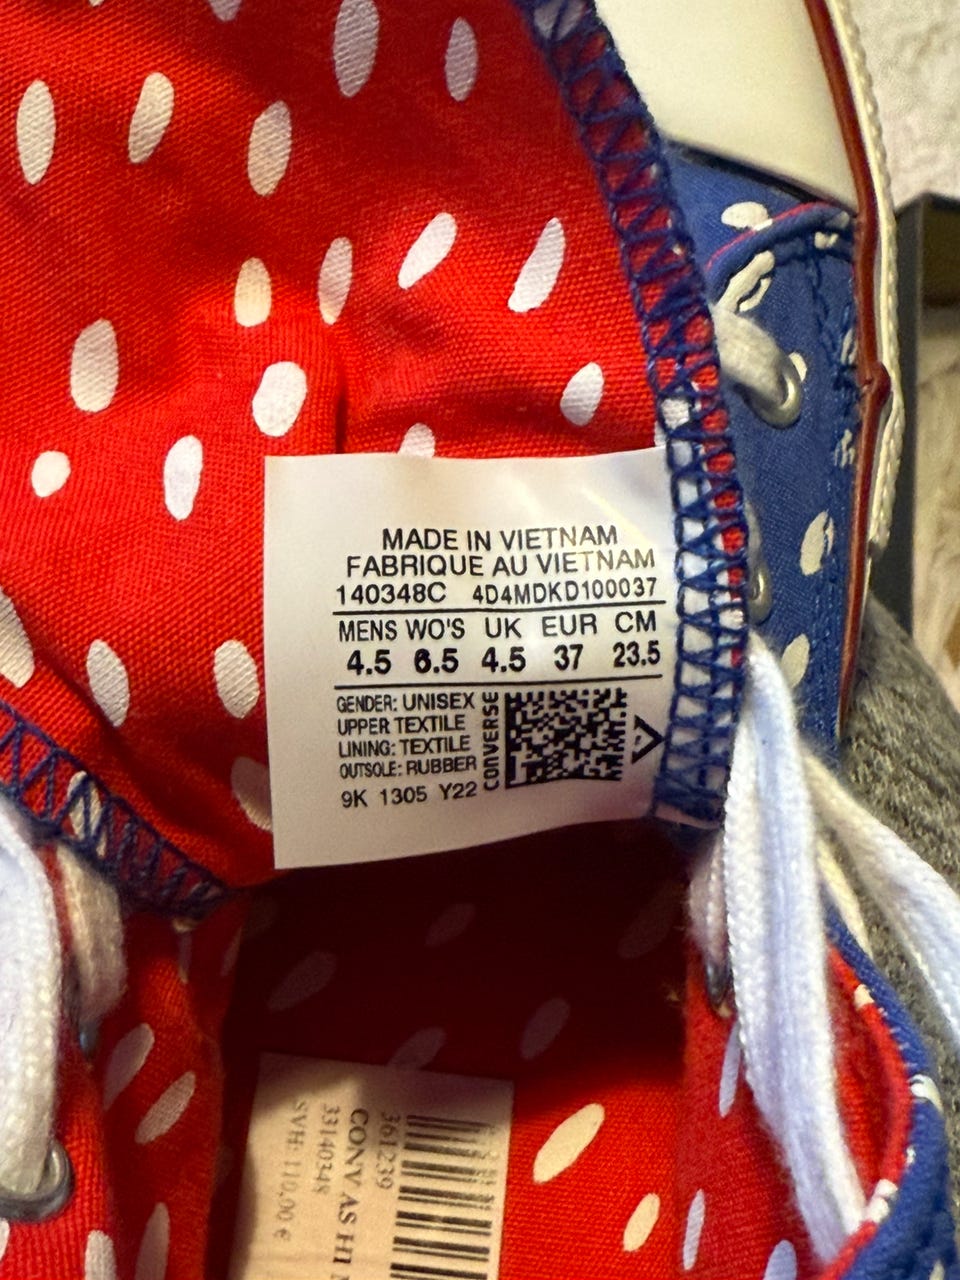 MADE IN VIETNAM
FABRIQUE AU VIETNAM
140348C 4D4MDKD100037
MENS WO'S UK EUR CM
4.5 6.5 4.5 37 23.5
GENDER: UNISEX
UPPER TEXTILE
LINING: TEXTILE
OUTSOLE: RUBBER
9K 1305 Y22
CONVERSE
361239
CONV AS HI
33140348
SVH: 110,00 €